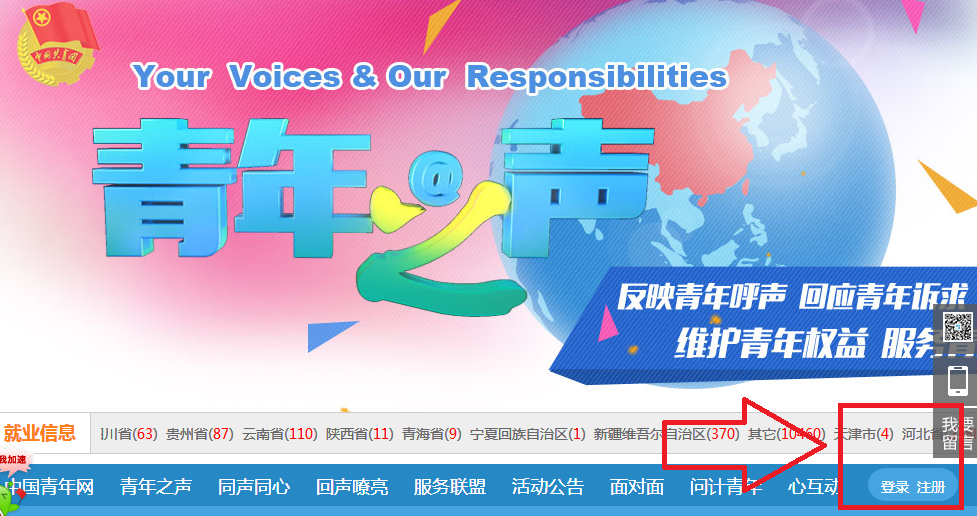 中国共青团
Your Voices & Our Responsibilities
青年@之声
反映青年呼声 回应青年诉求
维护青年权益 服务
我要
留言
就业信息
川省(63) 贵州省(87) 云南省(110) 陕西省(11) 青海省(9) 宁夏回族自治区(1) 新疆维吾尔自治区(370) 其它(10460) 天津市(4) 河北
我加速
中国青年网 青年之声 同声同心 回声嘹亮 服务联盟 活动公告 面对面 问计青年 心互动
登录 注册